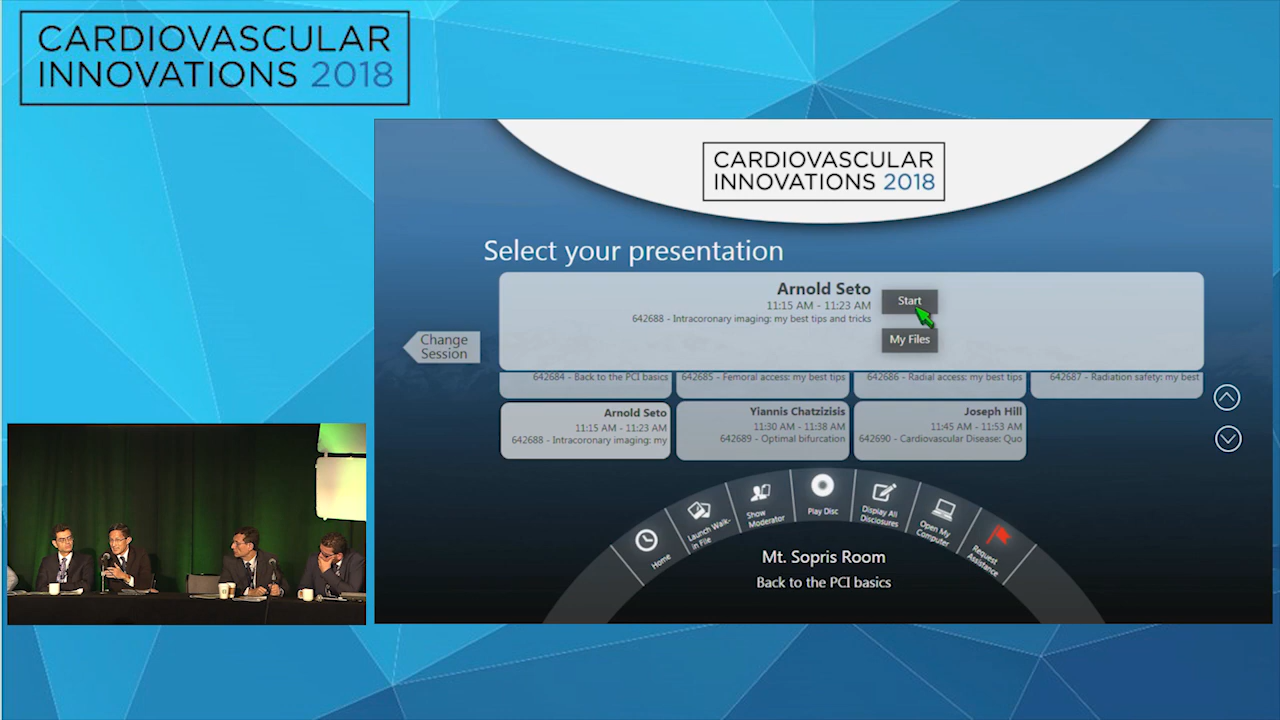 CARDIOVASCULAR
INNOVATIONS 2018
CARDIOVASCULAR
INNOVATIONS 2018
Select your presentation
Arnold Seto
11:15 AM - 11:23 AM
642688 - Intracoronary imaging: my best tips and tricks
Start
My Files
Change
Session
642684 - Back to the PCI basics
642685 - Femoral access: my best tips
642686 - Radial access: my best tips
642687 - Radiation safety: my best
Arnold Seto
11:15 AM - 11:23 AM
642688 - Intracoronary imaging: my
Yiannis Chatzizisis
11:30 AM - 11:38 AM
642689 - Optimal bifurcation
Joseph Hill
11:45 AM - 11:53 AM
642690 - Cardiovascular Disease: Quo
Home
Launch Walk-
in File
Show
Moderator
Play Disc
Display All
Disclosures
Open My
Computer
Request
Assistance
Mt. Sopris Room
Back to the PCI basics